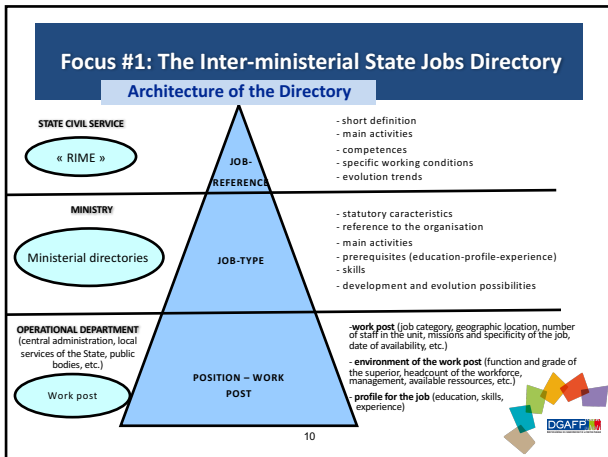 Focus #1: The Inter-ministerial State Jobs Directory
Architecture of the Directory
STATE CIVIL SERVICE
« RIME »
JOB-
REFERENCE
- short definition
- main activities
- competences
- specific working conditions
- evolution trends
MINISTRY
Ministerial directories
JOB-TYPE
- statutory caracteristics
- reference to the organisation
- main activities
- prerequisites (education-profile-experience)
- skills
- development and evolution possibilities
OPERATIONAL DEPARTMENT
(central administration, local
services of the State, public
bodies, etc.)
Work post
POSITION – WORK
POST
-work post (job category, geographic location, number
of staff in the unit, missions and specificity of the job,
date of availability, etc.)
- environment of the work post (function and grade of
the superior, headcount of the workforce,
management, available ressources, etc.)
- profile for the job (education, skills,
experience)
10
DGAFP